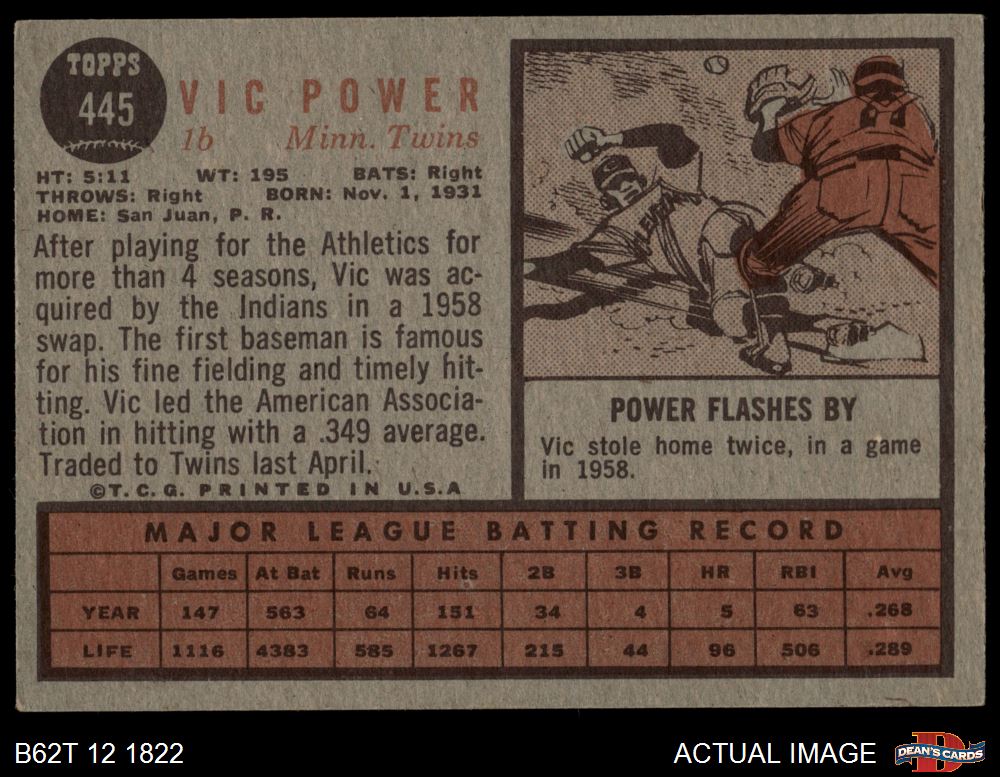 TOPPS
445
VIC POWER
1b Minn. Twins
HT: 5:11 WT: 195 BATS: Right
THROWS: Right BORN: Nov. 1, 1931
HOME: San Juan, P. R.
After playing for the Athletics for
more than 4 seasons, Vic was ac-
quired by the Indians in a 1958
swap. The first baseman is famous
for his fine fielding and timely hit-
ting. Vic led the American Associa-
tion in hitting with a .349 average.
Traded to Twins last April.
©T.C.G. PRINTED IN U.S.A
POWER FLASHES BY
Vic stole home twice, in a game
in 1958.
MAJOR LEAGUE BATTING RECORD
Games At Bat Runs Hits 2B 3B HR RBI Avg
YEAR 147 563 64 151 34 4 5 63 .268
LIFE 1116 4383 585 1267 215 44 96 506 .289
B62T 12 1822
ACTUAL IMAGE
DEAN'S CARDS